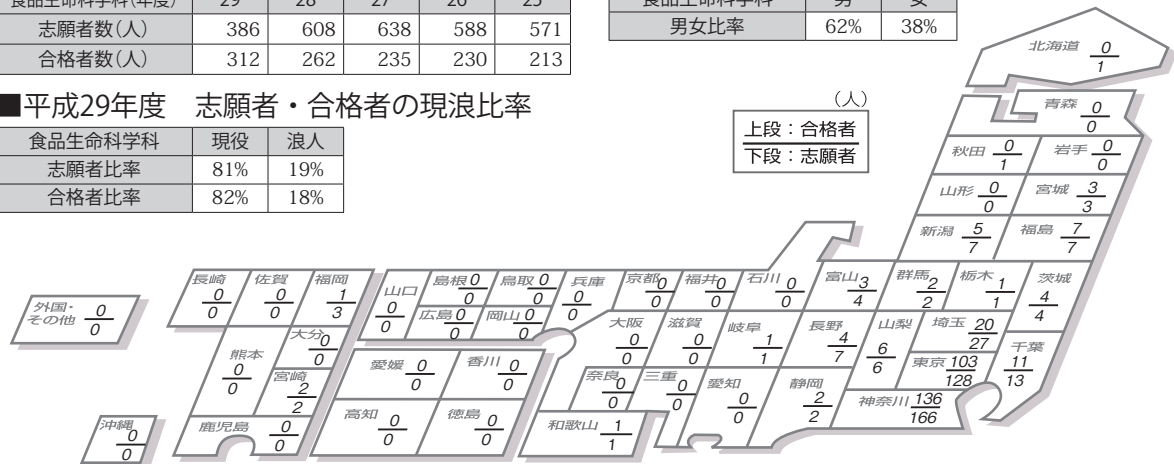 食品生命科学科(年度) 29 28 27 26 25
志願者数(人) 386 608 638 588 571
合格者数(人) 312 262 235 230 213
食品生命科学科 男 女
男女比率 62% 38%
■平成29年度 志願者・合格者の現浪比率
食品生命科学科 現役 浪人
志願者比率 81% 19%
合格者比率 82% 18%
(人)
上段：合格者
下段：志願者
北海道 0
1
青森 0
0
秋田 0
1
岩手 0
0
山形 0
0
宮城 3
3
新潟 5
7
福島 7
7
長崎 0
0
佐賀 0
0
福岡 1
3
山口 0
0
島根 0
0
鳥取 0
0
兵庫 0
0
京都 0
0
福井 0
0
石川 0
0
富山 3
4
群馬 2
2
栃木 1
1
茨城 4
4
外国・その他 0
0
熊本 0
0
大分 0
0
広島 0
0
岡山 0
0
大阪 0
0
滋賀 0
0
岐阜 1
1
長野 4
7
山梨 6
6
埼玉 20
27
東京 103
128
千葉 11
13
宮崎 2
2
愛媛 0
0
香川 0
0
奈良 0
0
三重 0
0
愛知 0
0
静岡 2
2
神奈川 136
166
沖縄 0
0
鹿児島 0
0
高知 0
0
徳島 0
0
和歌山 1
1